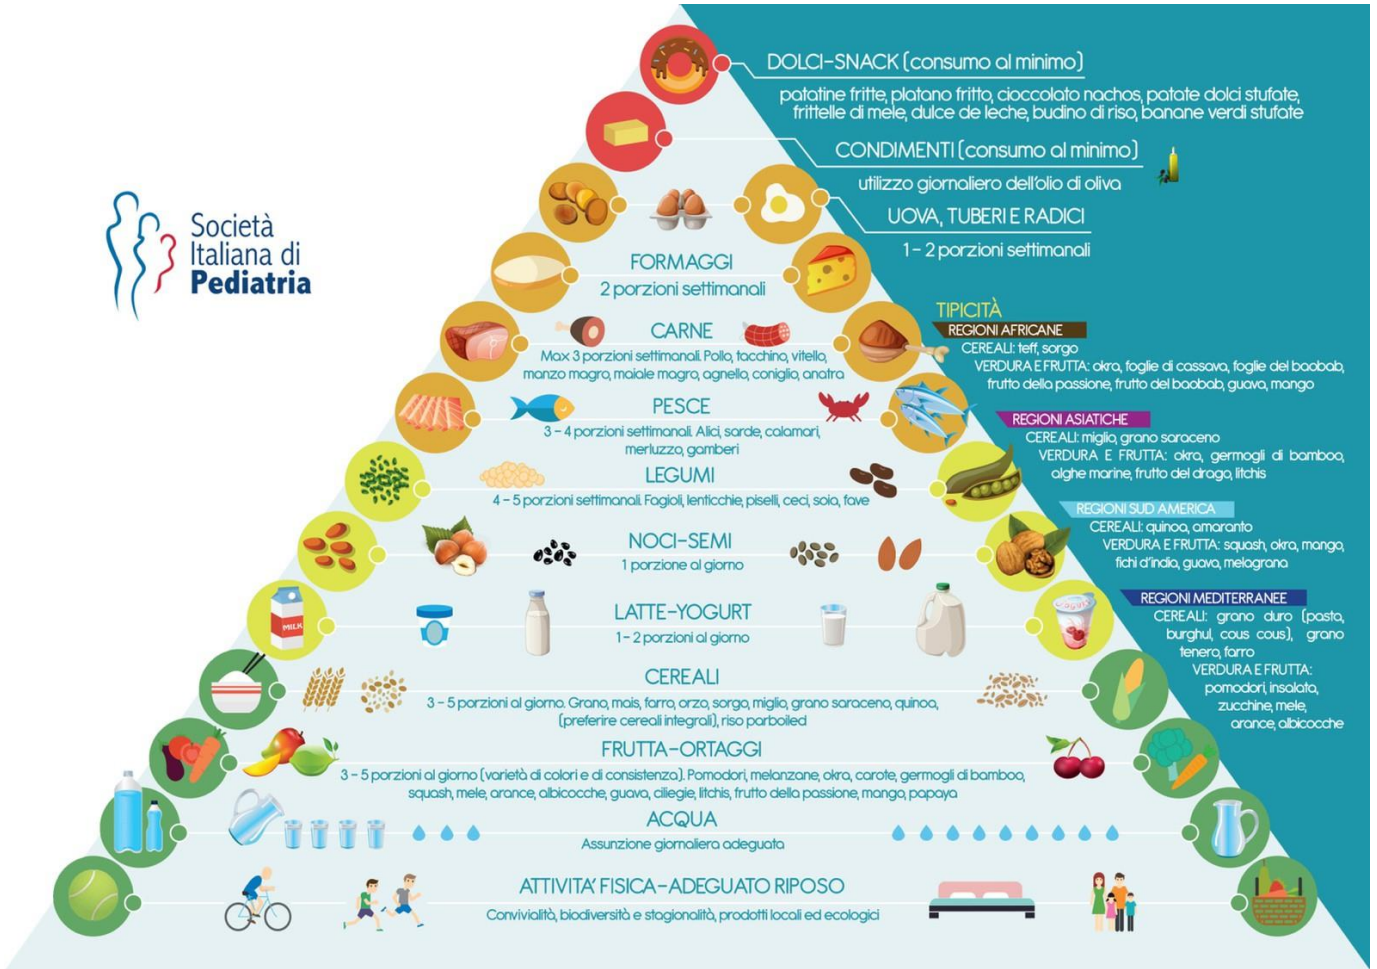 DOLCI-SNACK (consumo al minimo)
patatine fritte, platano fritto, cioccolato nachos, patate dolci stufate,
frittelle di mele, dulce de leche, budino di riso, banane verdi stufate
CONDIMENTI (consumo al minimo)
utilizzo giornaliero dell'olio di oliva
UOVA, TUBERI E RADICI
1 - 2 porzioni settimanali
Società
Italiana di
Pediatria
FORMAGGI
2 porzioni settimanali
CARNE
Max 3 porzioni settimanali. Pollo, tacchino, vitello,
manzo magro, maiale magro, agnello, coniglio, anatra
PESCE
3 - 4 porzioni settimanali. Alici, sarde, calamari,
merluzzo, gamberi
LEGUMI
4 - 5 porzioni settimanali. Fagioli, lenticchie, piselli, ceci, soia, fave
NOCI-SEMI
1 porzione al giorno
LATTE-YOGURT
1 - 2 porzioni al giorno
MILK
CEREALI
3 - 5 porzioni al giorno. Grano, mais, farro, orzo, sorgo, miglio, grano saraceno, quinoa,
(preferire cereali integrali), riso parboiled
FRUTTA-ORTAGGI
3 - 5 porzioni al giorno (varietà di colori e di consistenza). Pomodori, melanzane, okra, carote, germogli di bamboo,
squash, mele, arance, albicocche, guava, ciliegie, litchis, frutto della passione, mango, papaya
ACQUA
Assunzione giornaliera adeguata
ATTIVITA' FISICA-ADEGUATO RIPOSO
Convivialità, biodiversità e stagionalità, prodotti locali ed ecologici
TIPICITÀ
REGIONI AFRICANE
CEREALI: teff, sorgo
VERDURA E FRUTTA: okra, foglie di cassava, foglie del baobab,
frutto della passione, frutto del baobab, guava, mango
REGIONI ASIATICHE
CEREALI: miglio, grano saraceno
VERDURA E FRUTTA: okra, germogli di bamboo,
alghe marine, frutto del drago, litchis
REGIONI SUD AMERICA
CEREALI: quinoa, amaranto
VERDURA E FRUTTA: squash, okra, mango,
fichi d'india, guava, melagrana
REGIONI MEDITERRANEE
CEREALI: grano duro (pasta,
burghul, cous cous), grano
tenero, farro
VERDURA E FRUTTA:
pomodori, insalata,
zucchine, mele,
arance, albicocche